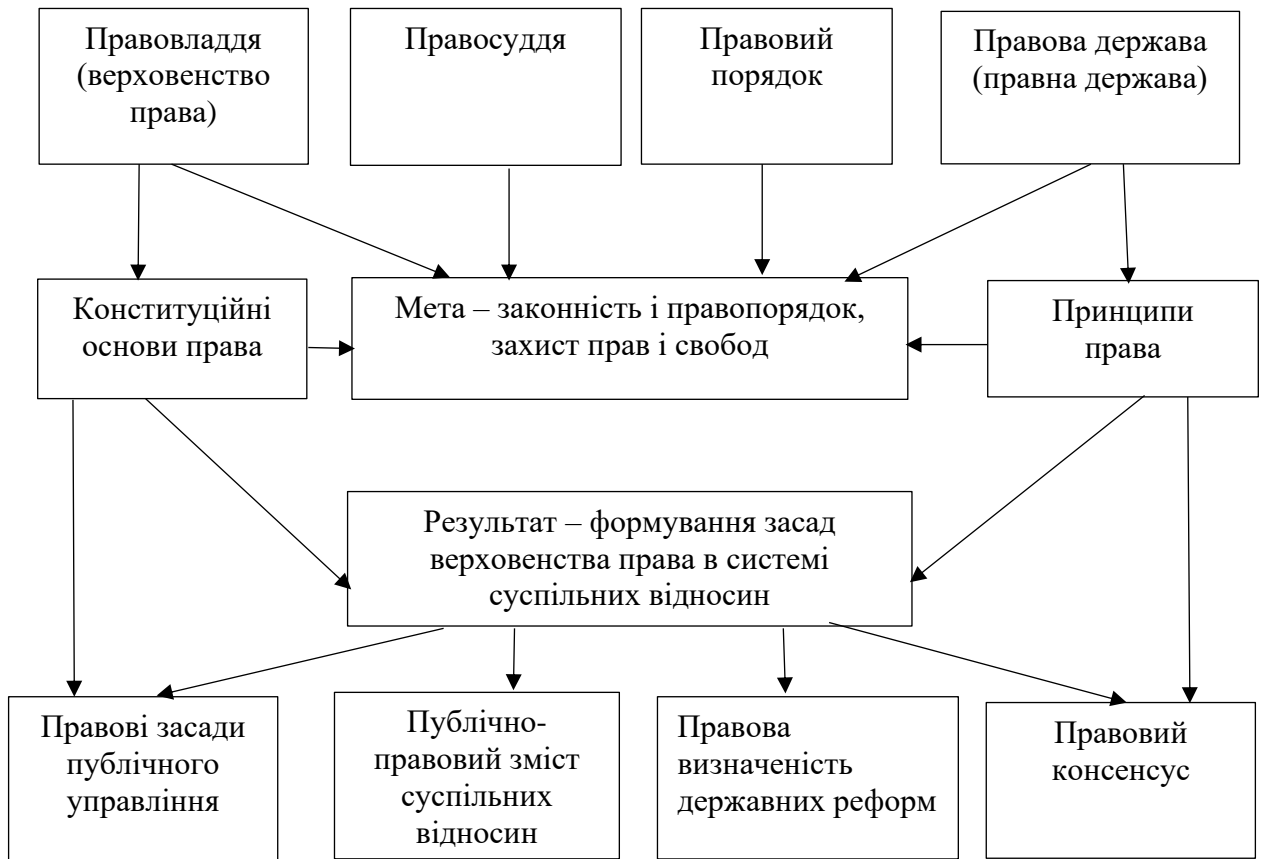 Правовладдя
(верховенство
права)
Правосуддя
Правовий
порядок
Правова держава
(правна держава)
Конституційні
основи права
Мета – законність і правопорядок,
захист прав і свобод
Принципи
права
Результат – формування засад
верховенства права в системі
суспільних відносин
Правові засади
публічного
управління
Публічно-
правовий зміст
суспільних
відносин
Правова
визначеність
державних реформ
Правовий
консенсус